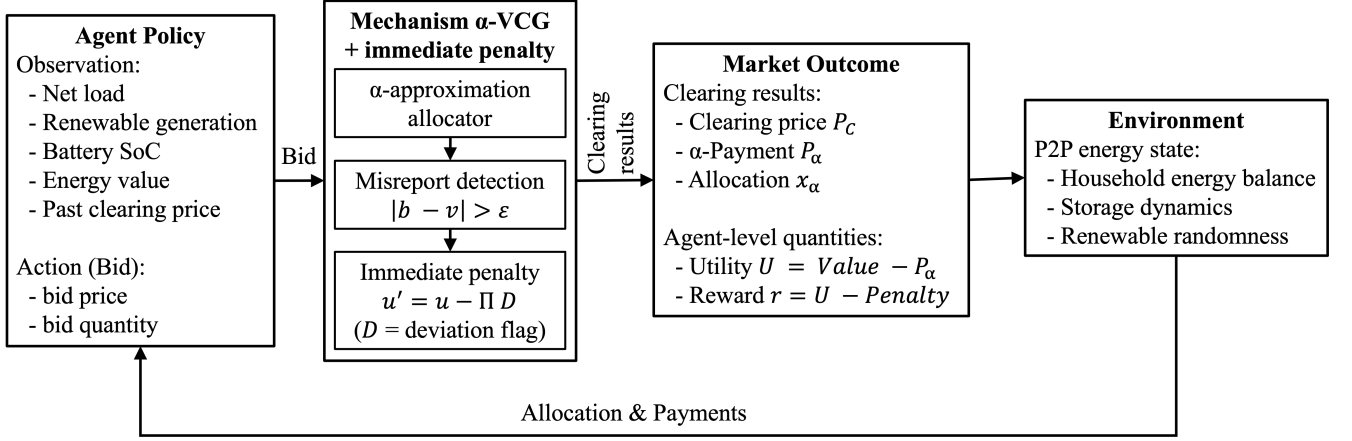 Agent Policy
Observation:
- Net load
- Renewable generation
- Battery SoC
- Energy value
- Past clearing price
Action (Bid):
- bid price
- bid quantity
Bid
Mechanism α-VCG
+ immediate penalty
α-approximation
allocator
Misreport detection
|b − v| > ε
Immediate penalty
u′ = u − Π D
(D = deviation flag)
Clearing
results
Market Outcome
Clearing results:
- Clearing price P_C
- α-Payment P_α
- Allocation x_α
Agent-level quantities:
- Utility U = Value − P_α
- Reward r = U − Penalty
Environment
P2P energy state:
- Household energy balance
- Storage dynamics
- Renewable randomness
Allocation & Payments